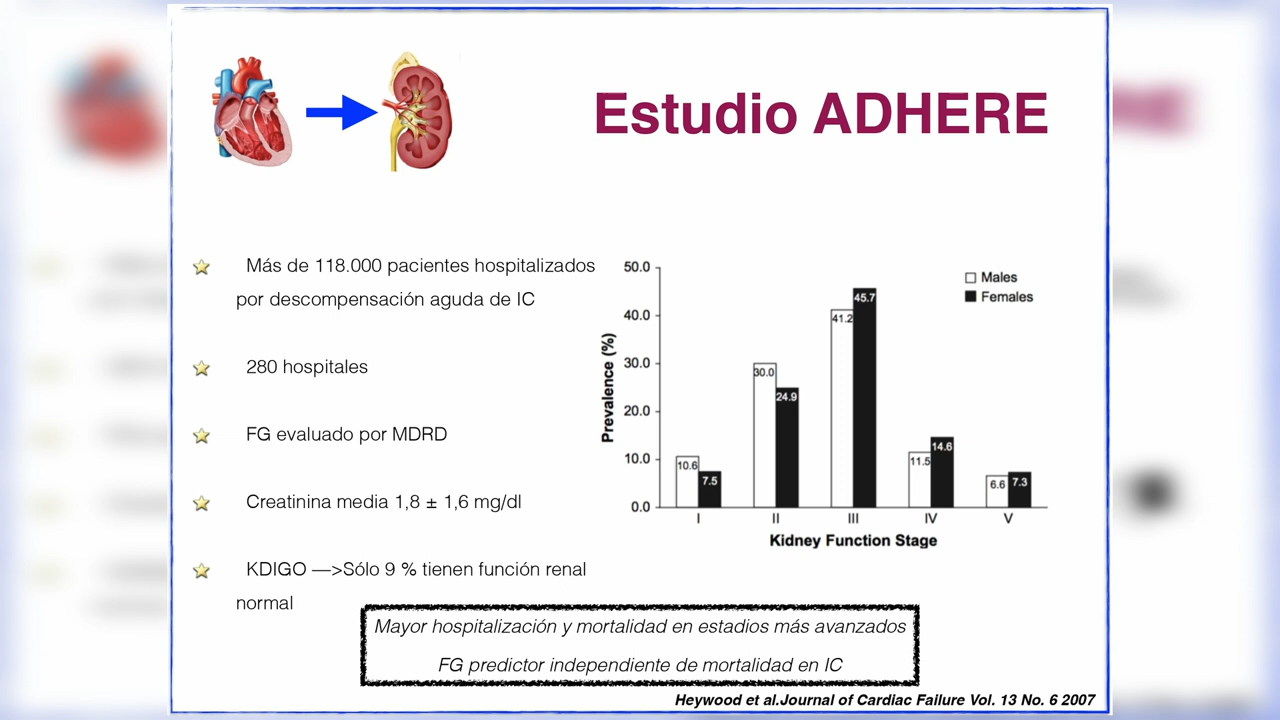 Estudio ADHERE
Más de 118.000 pacientes hospitalizados
por descompensación aguda de IC
280 hospitales
FG evaluado por MDRD
Creatinina media 1,8 ± 1,6 mg/dl
KDIGO —>Sólo 9 % tienen función renal
normal
50.0
40.0
30.0
20.0
10.0
0.0
Prevalence (%)
Males
Females
10.6
7.5
30.0
24.9
41.2
45.7
11.5
14.6
6.6
7.3
I
II
III
IV
V
Kidney Function Stage
Mayor hospitalización y mortalidad en estadios más avanzados
FG predictor independiente de mortalidad en IC
Heywood et al.Journal of Cardiac Failure Vol. 13 No. 6 2007